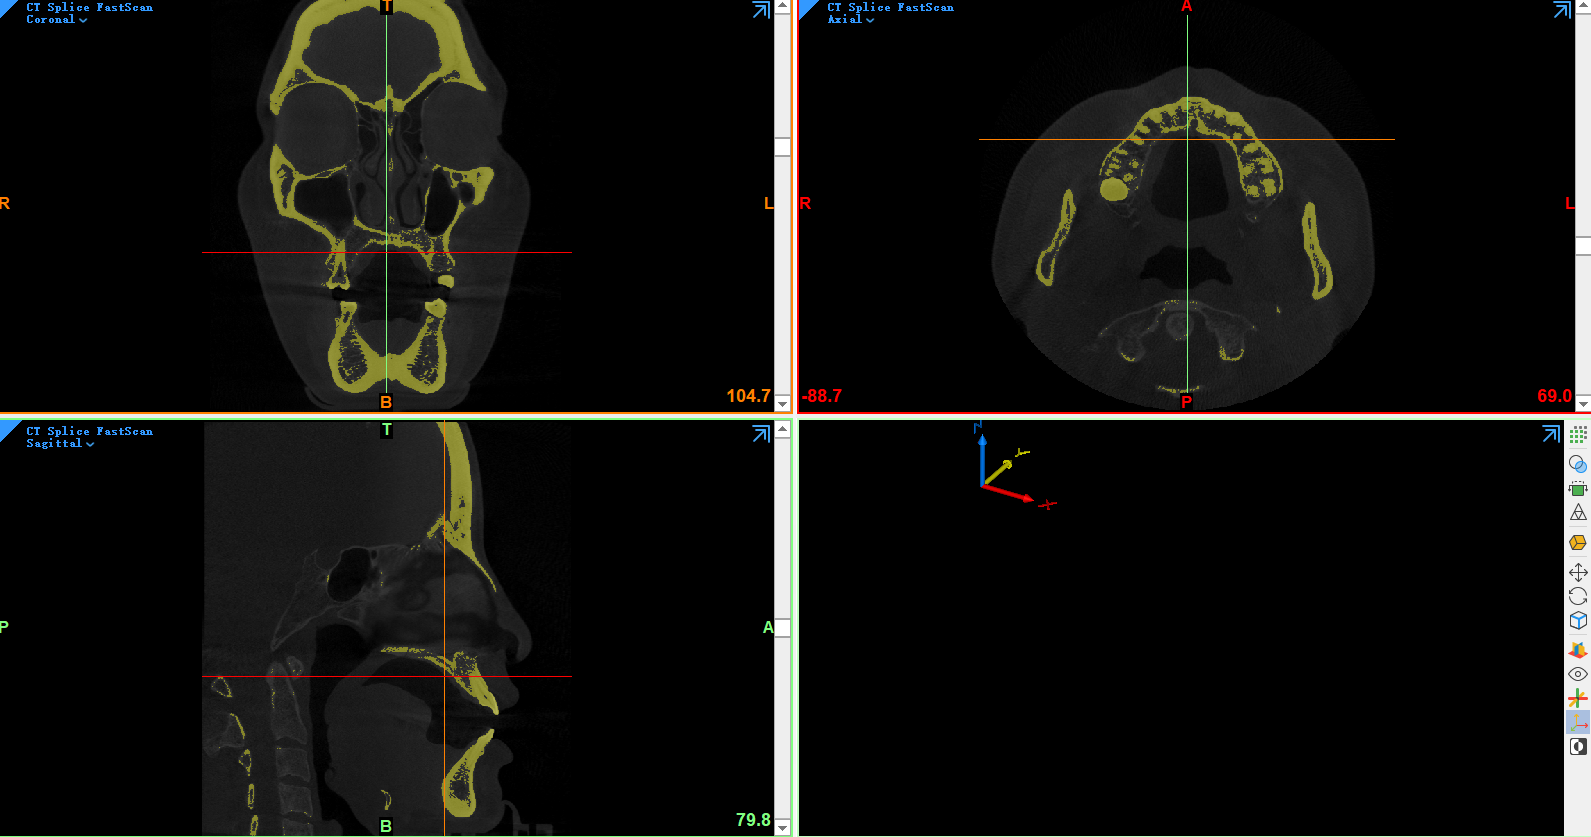 CT Splice FastScan
Coronal
T
R
L
B
104.7
CT Splice FastScan
Axial
A
R
L
P
-88.7
69.0
CT Splice FastScan
Sagittal
T
P
A
B
79.8
Z
Y
X